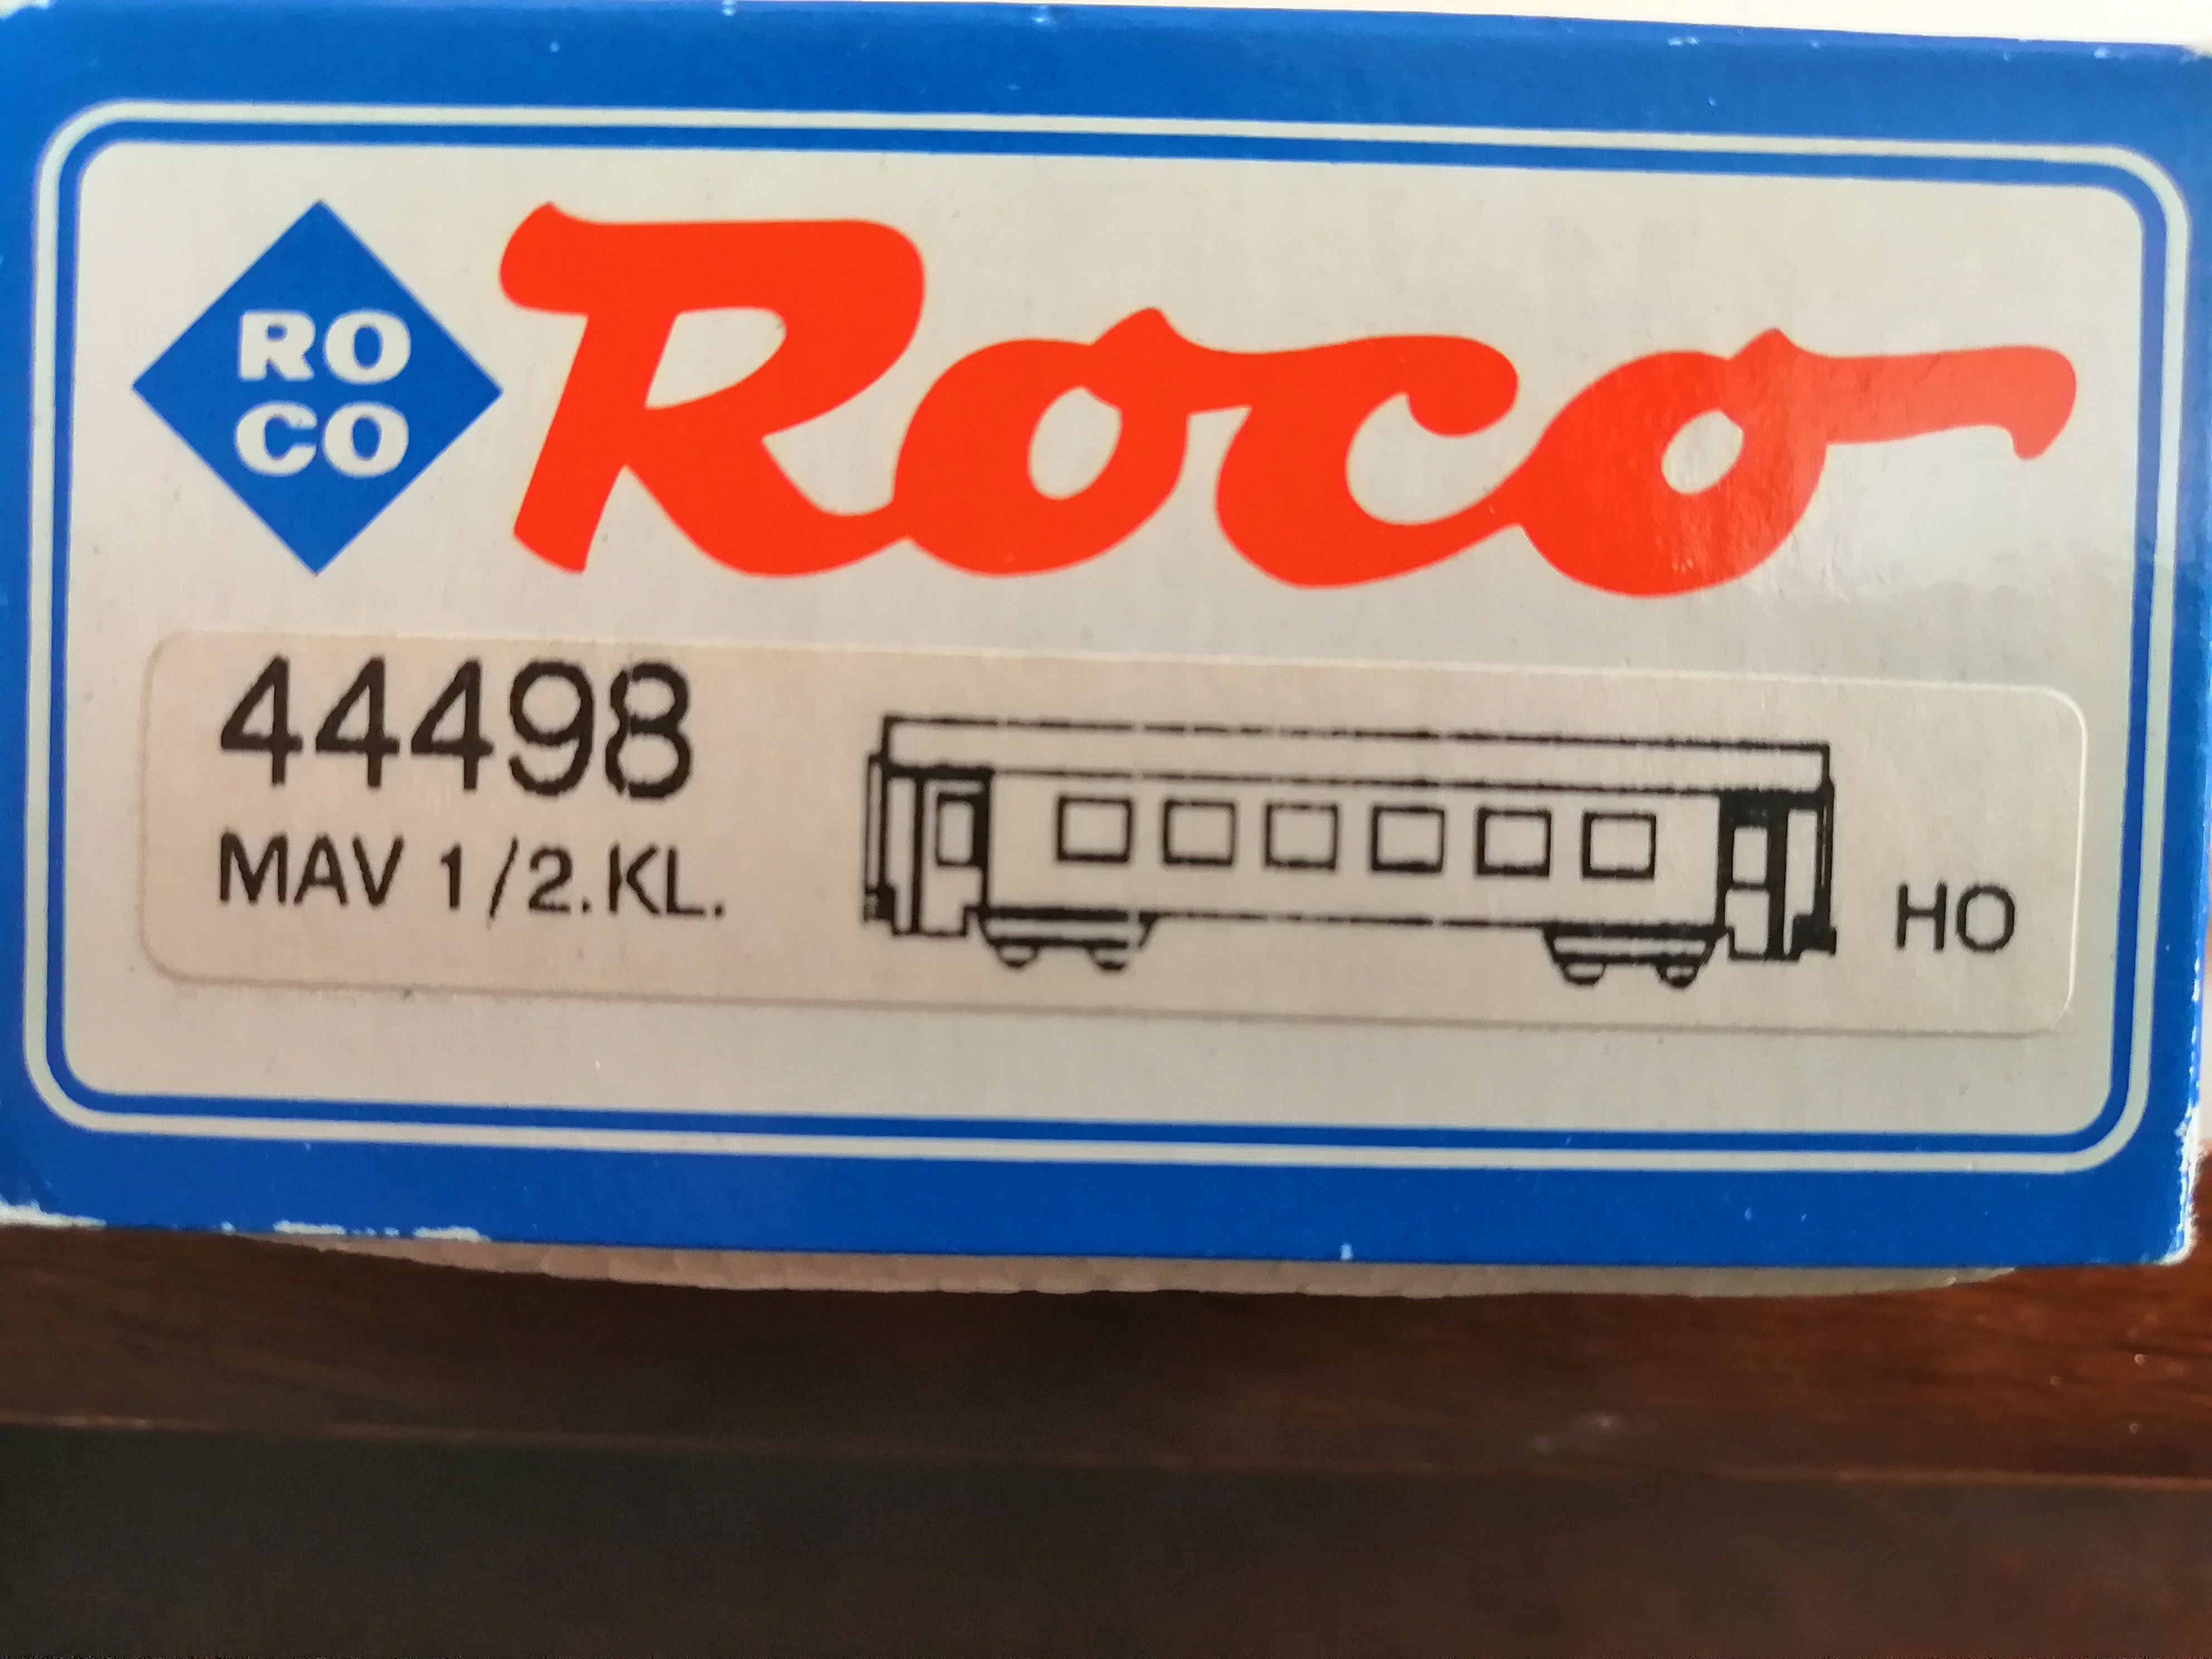 RO
CO
Roco
44498
MAV 1/2.KL.
HO